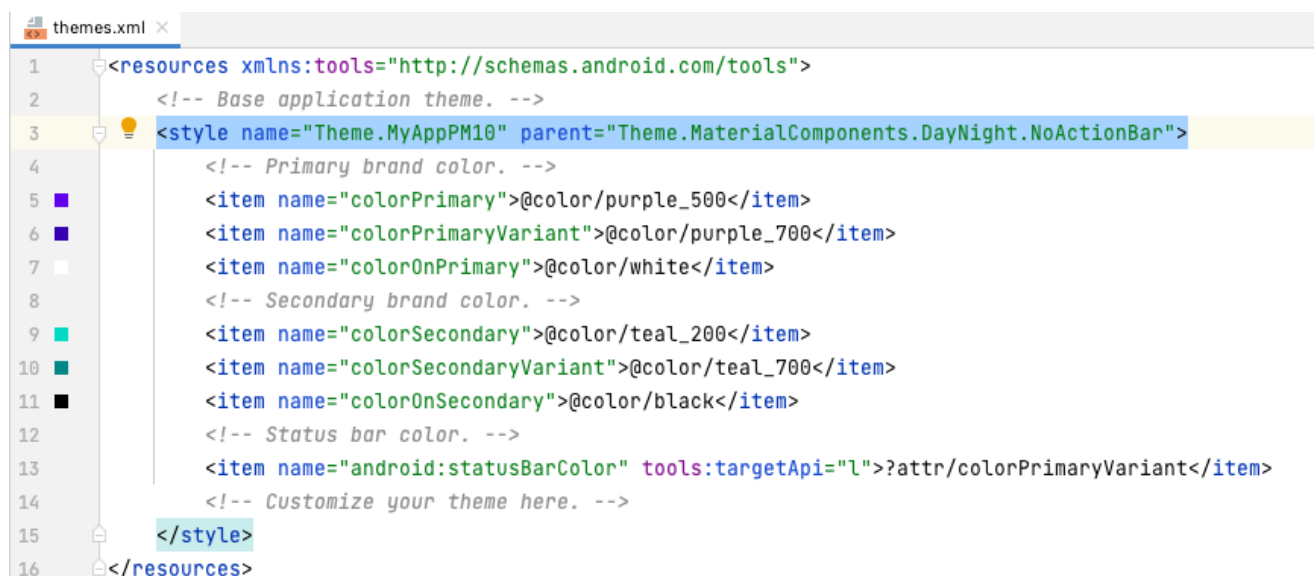 themes.xml
1 <resources xmlns:tools="http://schemas.android.com/tools">
2 <!-- Base application theme. -->
3 <style name="Theme.MyAppPM10" parent="Theme.MaterialComponents.DayNight.NoActionBar">
4 <!-- Primary brand color. -->
5 <item name="colorPrimary">@color/purple_500</item>
6 <item name="colorPrimaryVariant">@color/purple_700</item>
7 <item name="colorOnPrimary">@color/white</item>
8 <!-- Secondary brand color. -->
9 <item name="colorSecondary">@color/teal_200</item>
10 <item name="colorSecondaryVariant">@color/teal_700</item>
11 <item name="colorOnSecondary">@color/black</item>
12 <!-- Status bar color. -->
13 <item name="android:statusBarColor" tools:targetApi="l">?attr/colorPrimaryVariant</item>
14 <!-- Customize your theme here. -->
15 </style>
16 </resources>